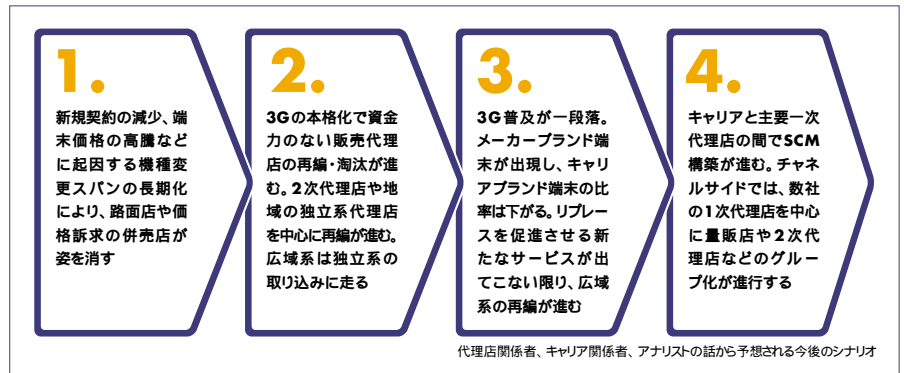 1.
新規契約の減少、端
末価格の高騰など
に起因する機種変
更スパンの長期化
により、路面店や価
格訴求の併売店が
姿を消す
2.
3Gの本格化で資金
力のない販売代理
店の再編・淘汰が進
む。2次代理店や地
域の独立系代理店
を中心に再編が進む。
広域系は独立系の
取り込みに走る
3.
3G普及が一段落。
メーカーブランド端
末が出現し、キャリ
アブランド端末の比
率は下がる。リプレー
スを促進させる新
たなサービスが出
てこない限り、広域
系の再編が進む
4.
キャリアと主要一次
代理店の間でSCM
構築が進む。チャネ
ルサイドでは、数社
の1次代理店を中心
に量販店や2次代
理店などのグルー
プ化が進行する
代理店関係者、キャリア関係者、アナリストの話から予想される今後のシナリオ